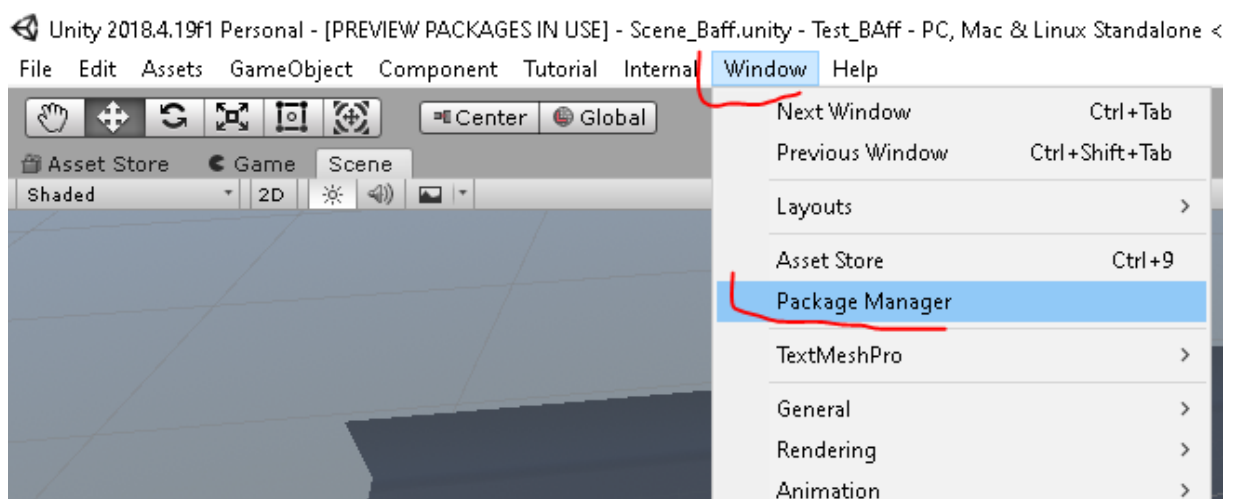 Unity 2018.4.19f1 Personal - [PREVIEW PACKAGES IN USE] - Scene_Baff.unity - Test_BAff - PC, Mac & Linux Standalone <
File Edit Assets GameObject Component Tutorial Internal Window Help
Center Global
Asset Store Game Scene
Shaded 2D
Next Window Ctrl+Tab
Previous Window Ctrl+Shift+Tab
Layouts >
Asset Store Ctrl+9
Package Manager
TextMeshPro >
General >
Rendering >
Animation >